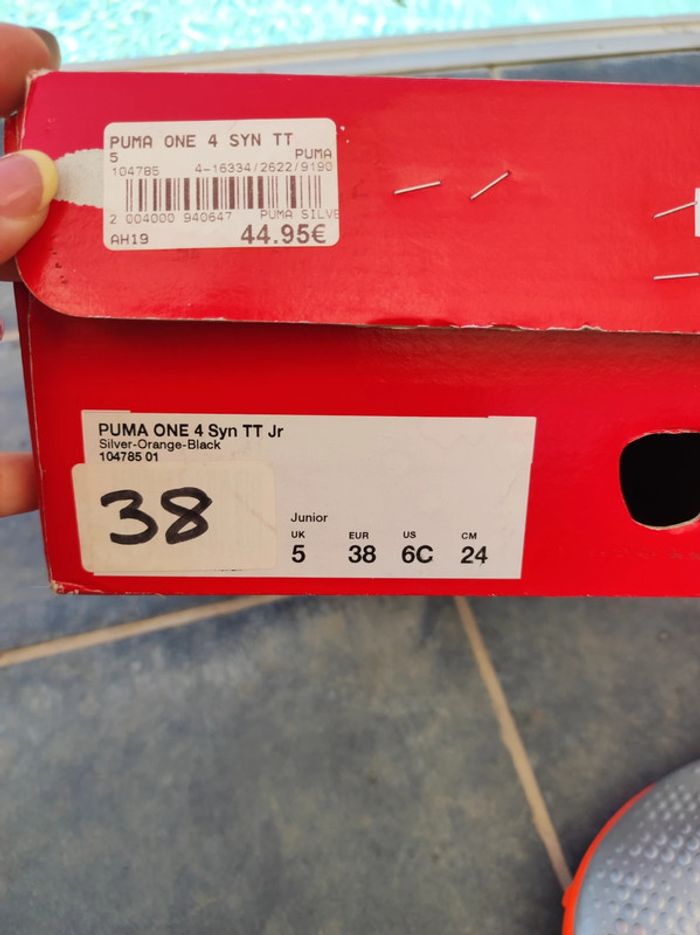 PUMA ONE 4 SYN TT
5 PUMA
104785 4-16334/2622/9190
2 004000 940647 PUMA SILVE
AH19 44.95€
PUMA ONE 4 Syn TT Jr
Silver-Orange-Black
104785 01
38
Junior
UK EUR US CM
5 38 6C 24